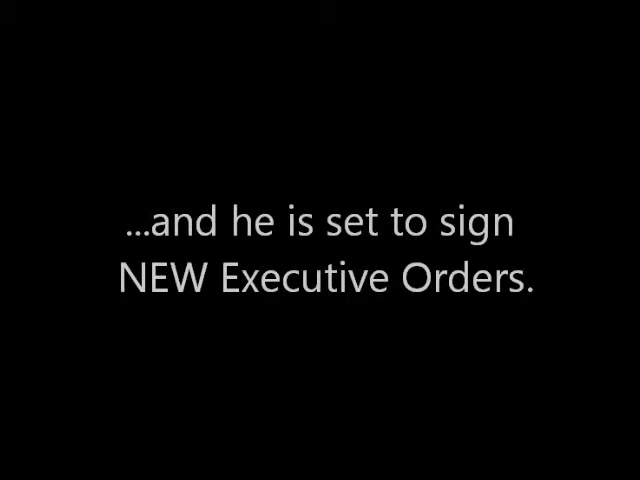 ...and he is set to sign
NEW Executive Orders.